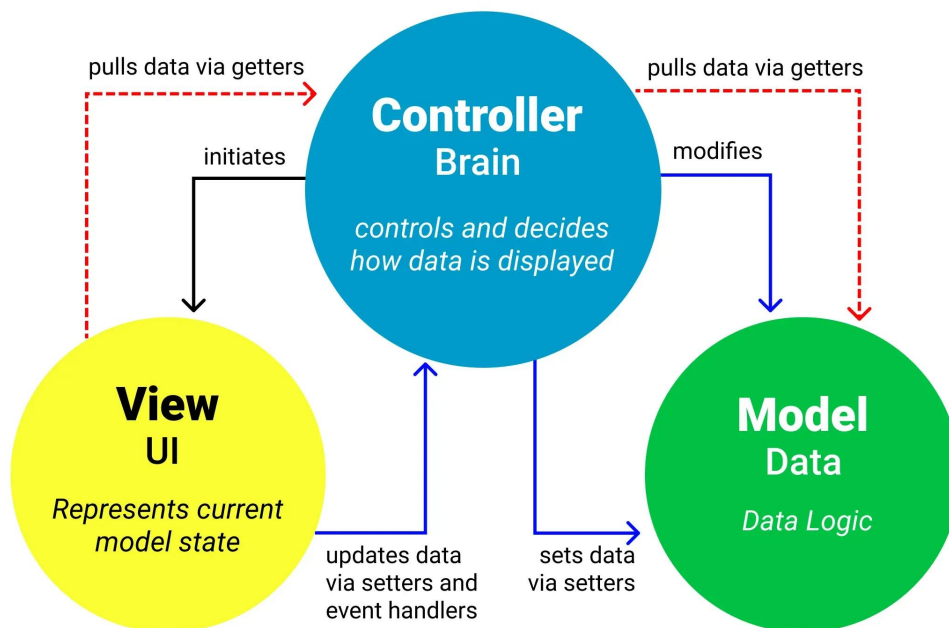 pulls data via getters
pulls data via getters
Controller
Brain
initiates
modifies
controls and decides
how data is displayed
View
UI
Represents current
model state
Model
Data
Data Logic
updates data
via setters and
event handlers
sets data
via setters